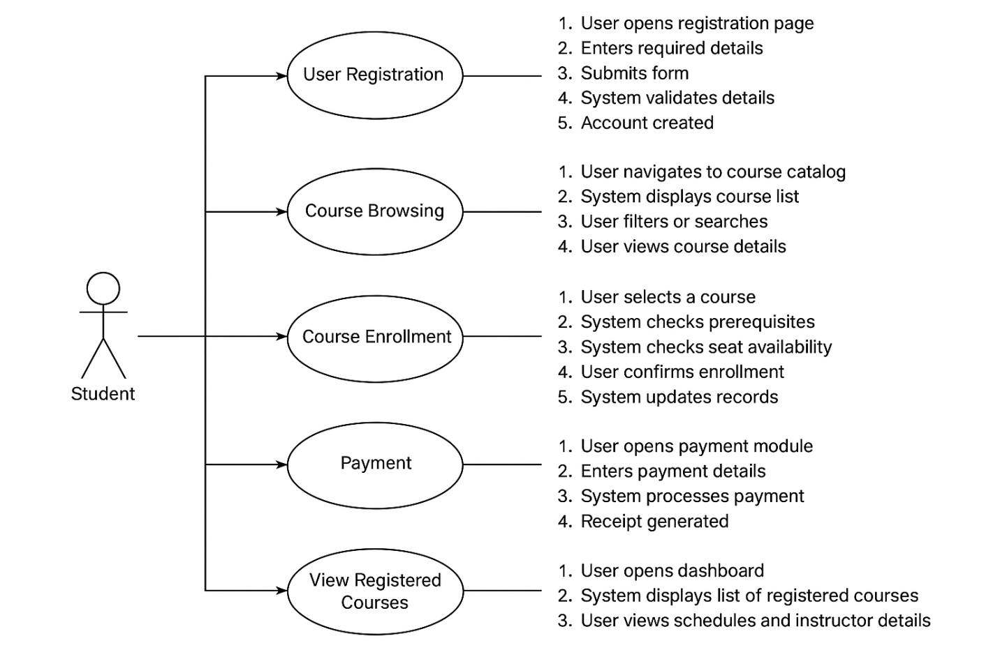 User Registration
1. User opens registration page
2. Enters required details
3. Submits form
4. System validates details
5. Account created
Course Browsing
1. User navigates to course catalog
2. System displays course list
3. User filters or searches
4. User views course details
Student
Course Enrollment
1. User selects a course
2. System checks prerequisites
3. System checks seat availability
4. User confirms enrollment
5. System updates records
Payment
1. User opens payment module
2. Enters payment details
3. System processes payment
4. Receipt generated
View Registered
Courses
1. User opens dashboard
2. System displays list of registered courses
3. User views schedules and instructor details